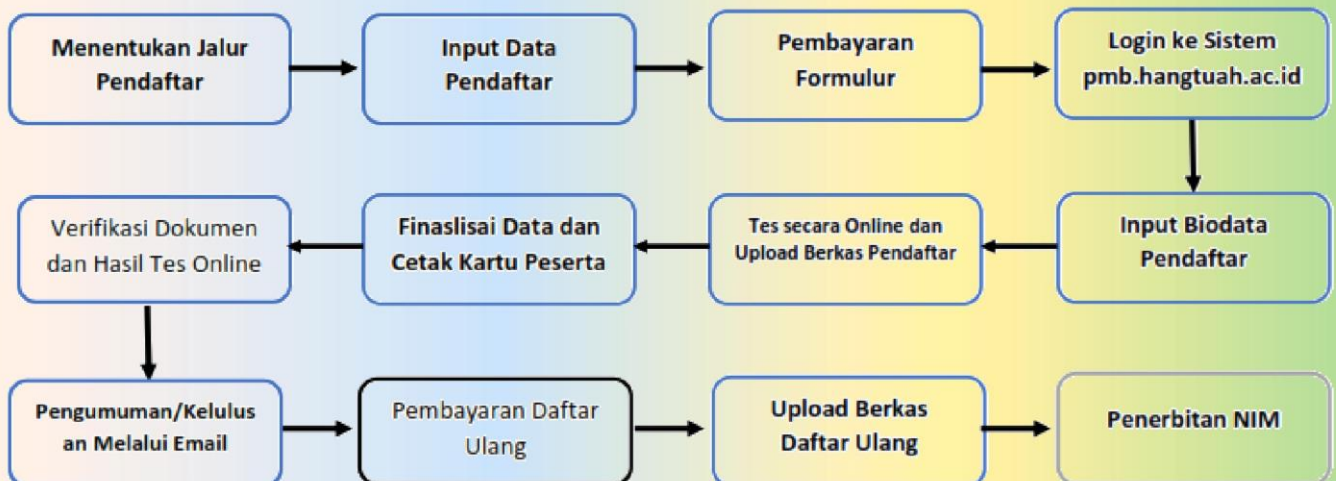 Menentukan Jalur
Pendaftar
Input Data
Pendaftar
Pembayaran
Formulur
Login ke Sistem
pmb.hangtuah.ac.id
Input Biodata
Pendaftar
Tes secara Online dan
Upload Berkas Pendaftar
Finaslisai Data dan
Cetak Kartu Peserta
Verifikasi Dokumen
dan Hasil Tes Online
Pengumuman/Kelulus
an Melalui Email
Pembayaran Daftar
Ulang
Upload Berkas
Daftar Ulang
Penerbitan NIM